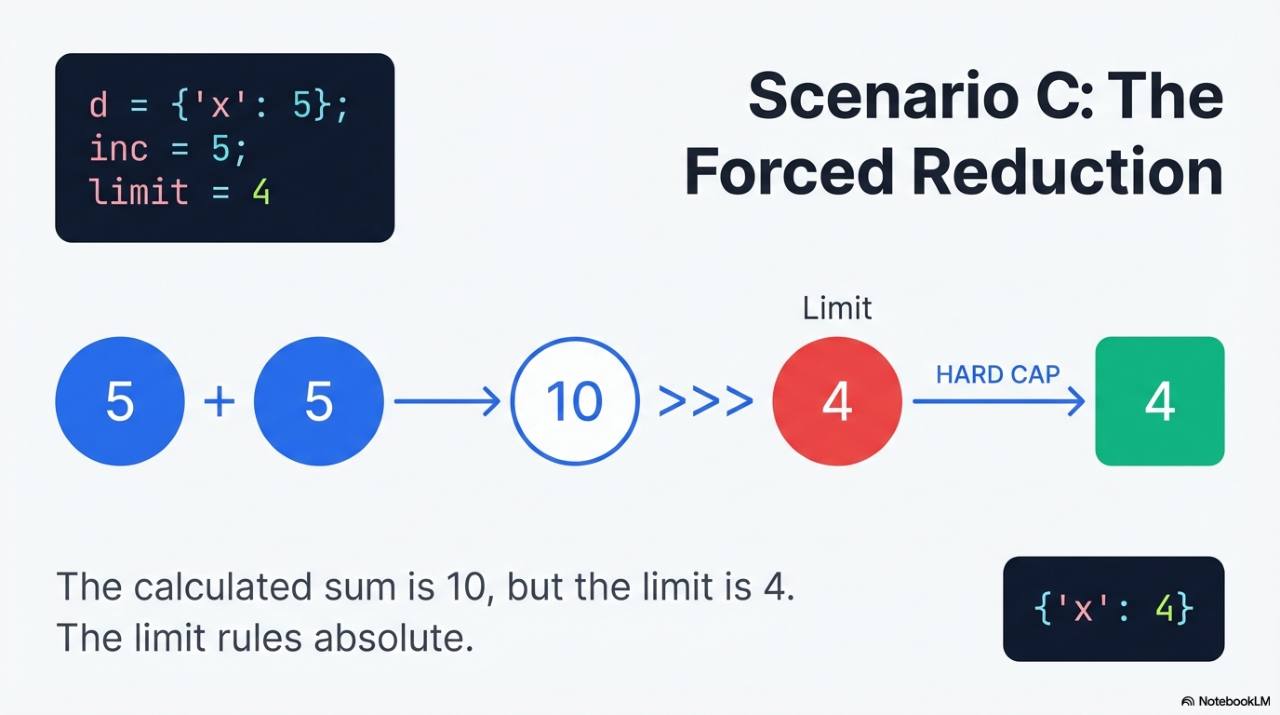 d = {'x': 5};
inc = 5;
limit = 4
Scenario C: The
Forced Reduction
Limit
5 + 5 10 >>> 4 HARD CAP 4
The calculated sum is 10, but the limit is 4.
The limit rules absolute.
{'x': 4}
NotebookLM